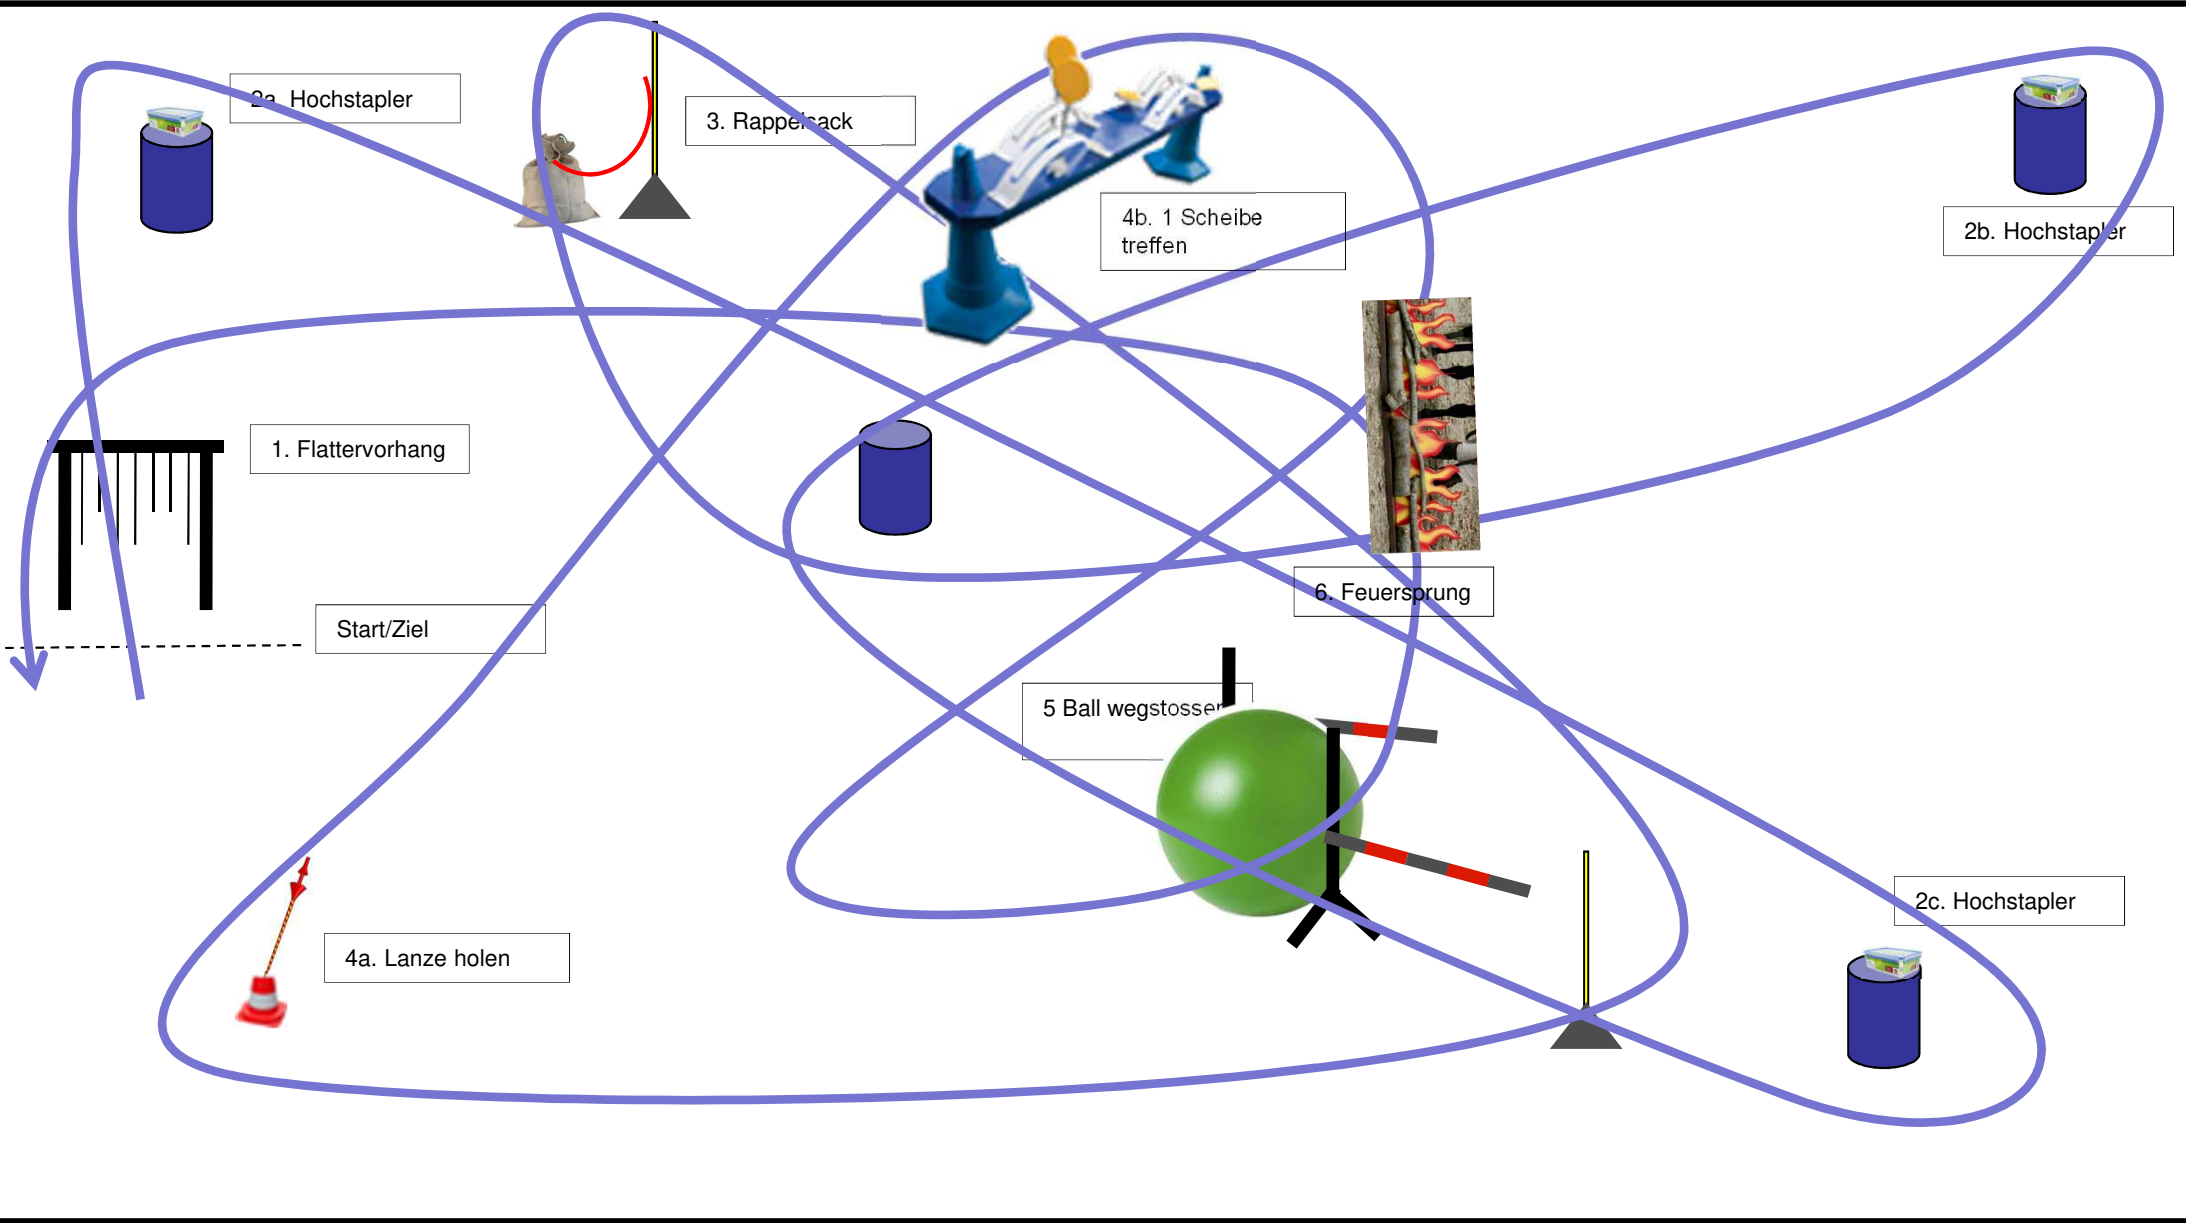 2a. Hochstapler
3. Rappelsack
4b. 1 Scheibe
treffen
2b. Hochstapler
1. Flattervorhang
Start/Ziel
6. Feuersprung
5 Ball wegstossen
2c. Hochstapler
4a. Lanze holen